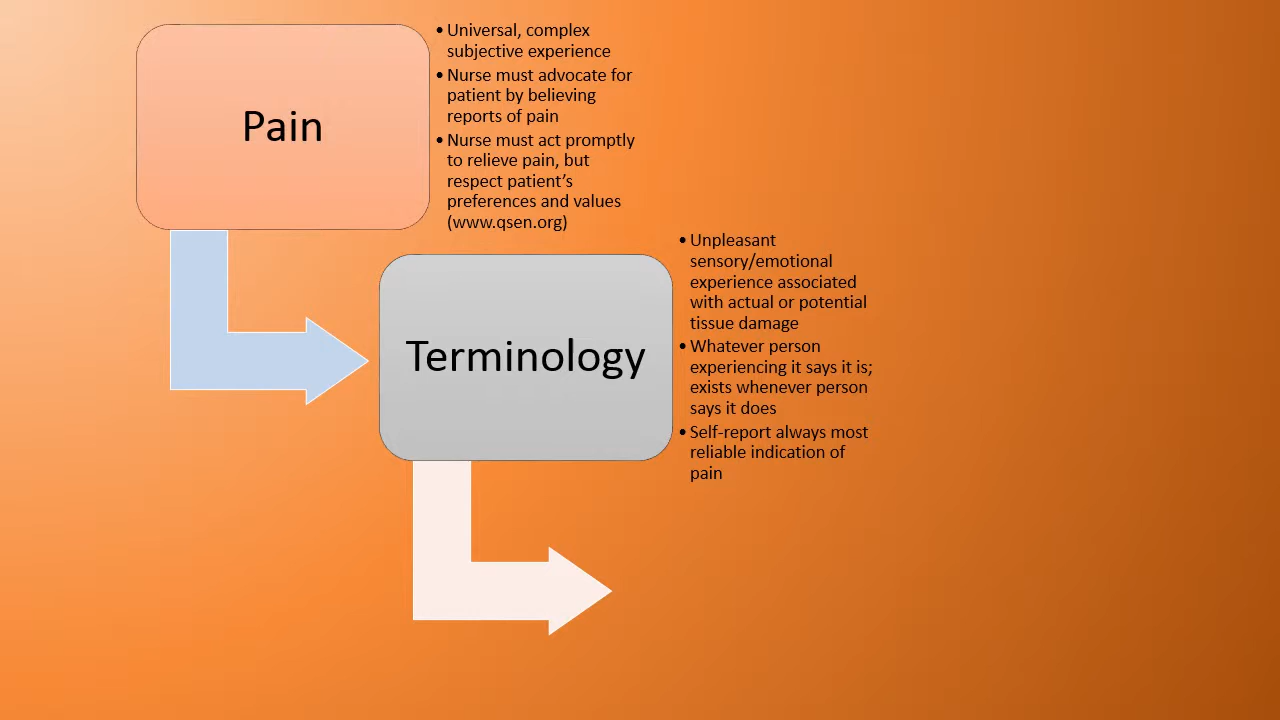 Pain
• Universal, complex
subjective experience
• Nurse must advocate for
patient by believing
reports of pain
• Nurse must act promptly
to relieve pain, but
respect patient’s
preferences and values
(www.qsen.org)
Terminology
• Unpleasant
sensory/emotional
experience associated
with actual or potential
tissue damage
• Whatever person
experiencing it says it is;
exists whenever person
says it does
• Self-report always most
reliable indication of
pain